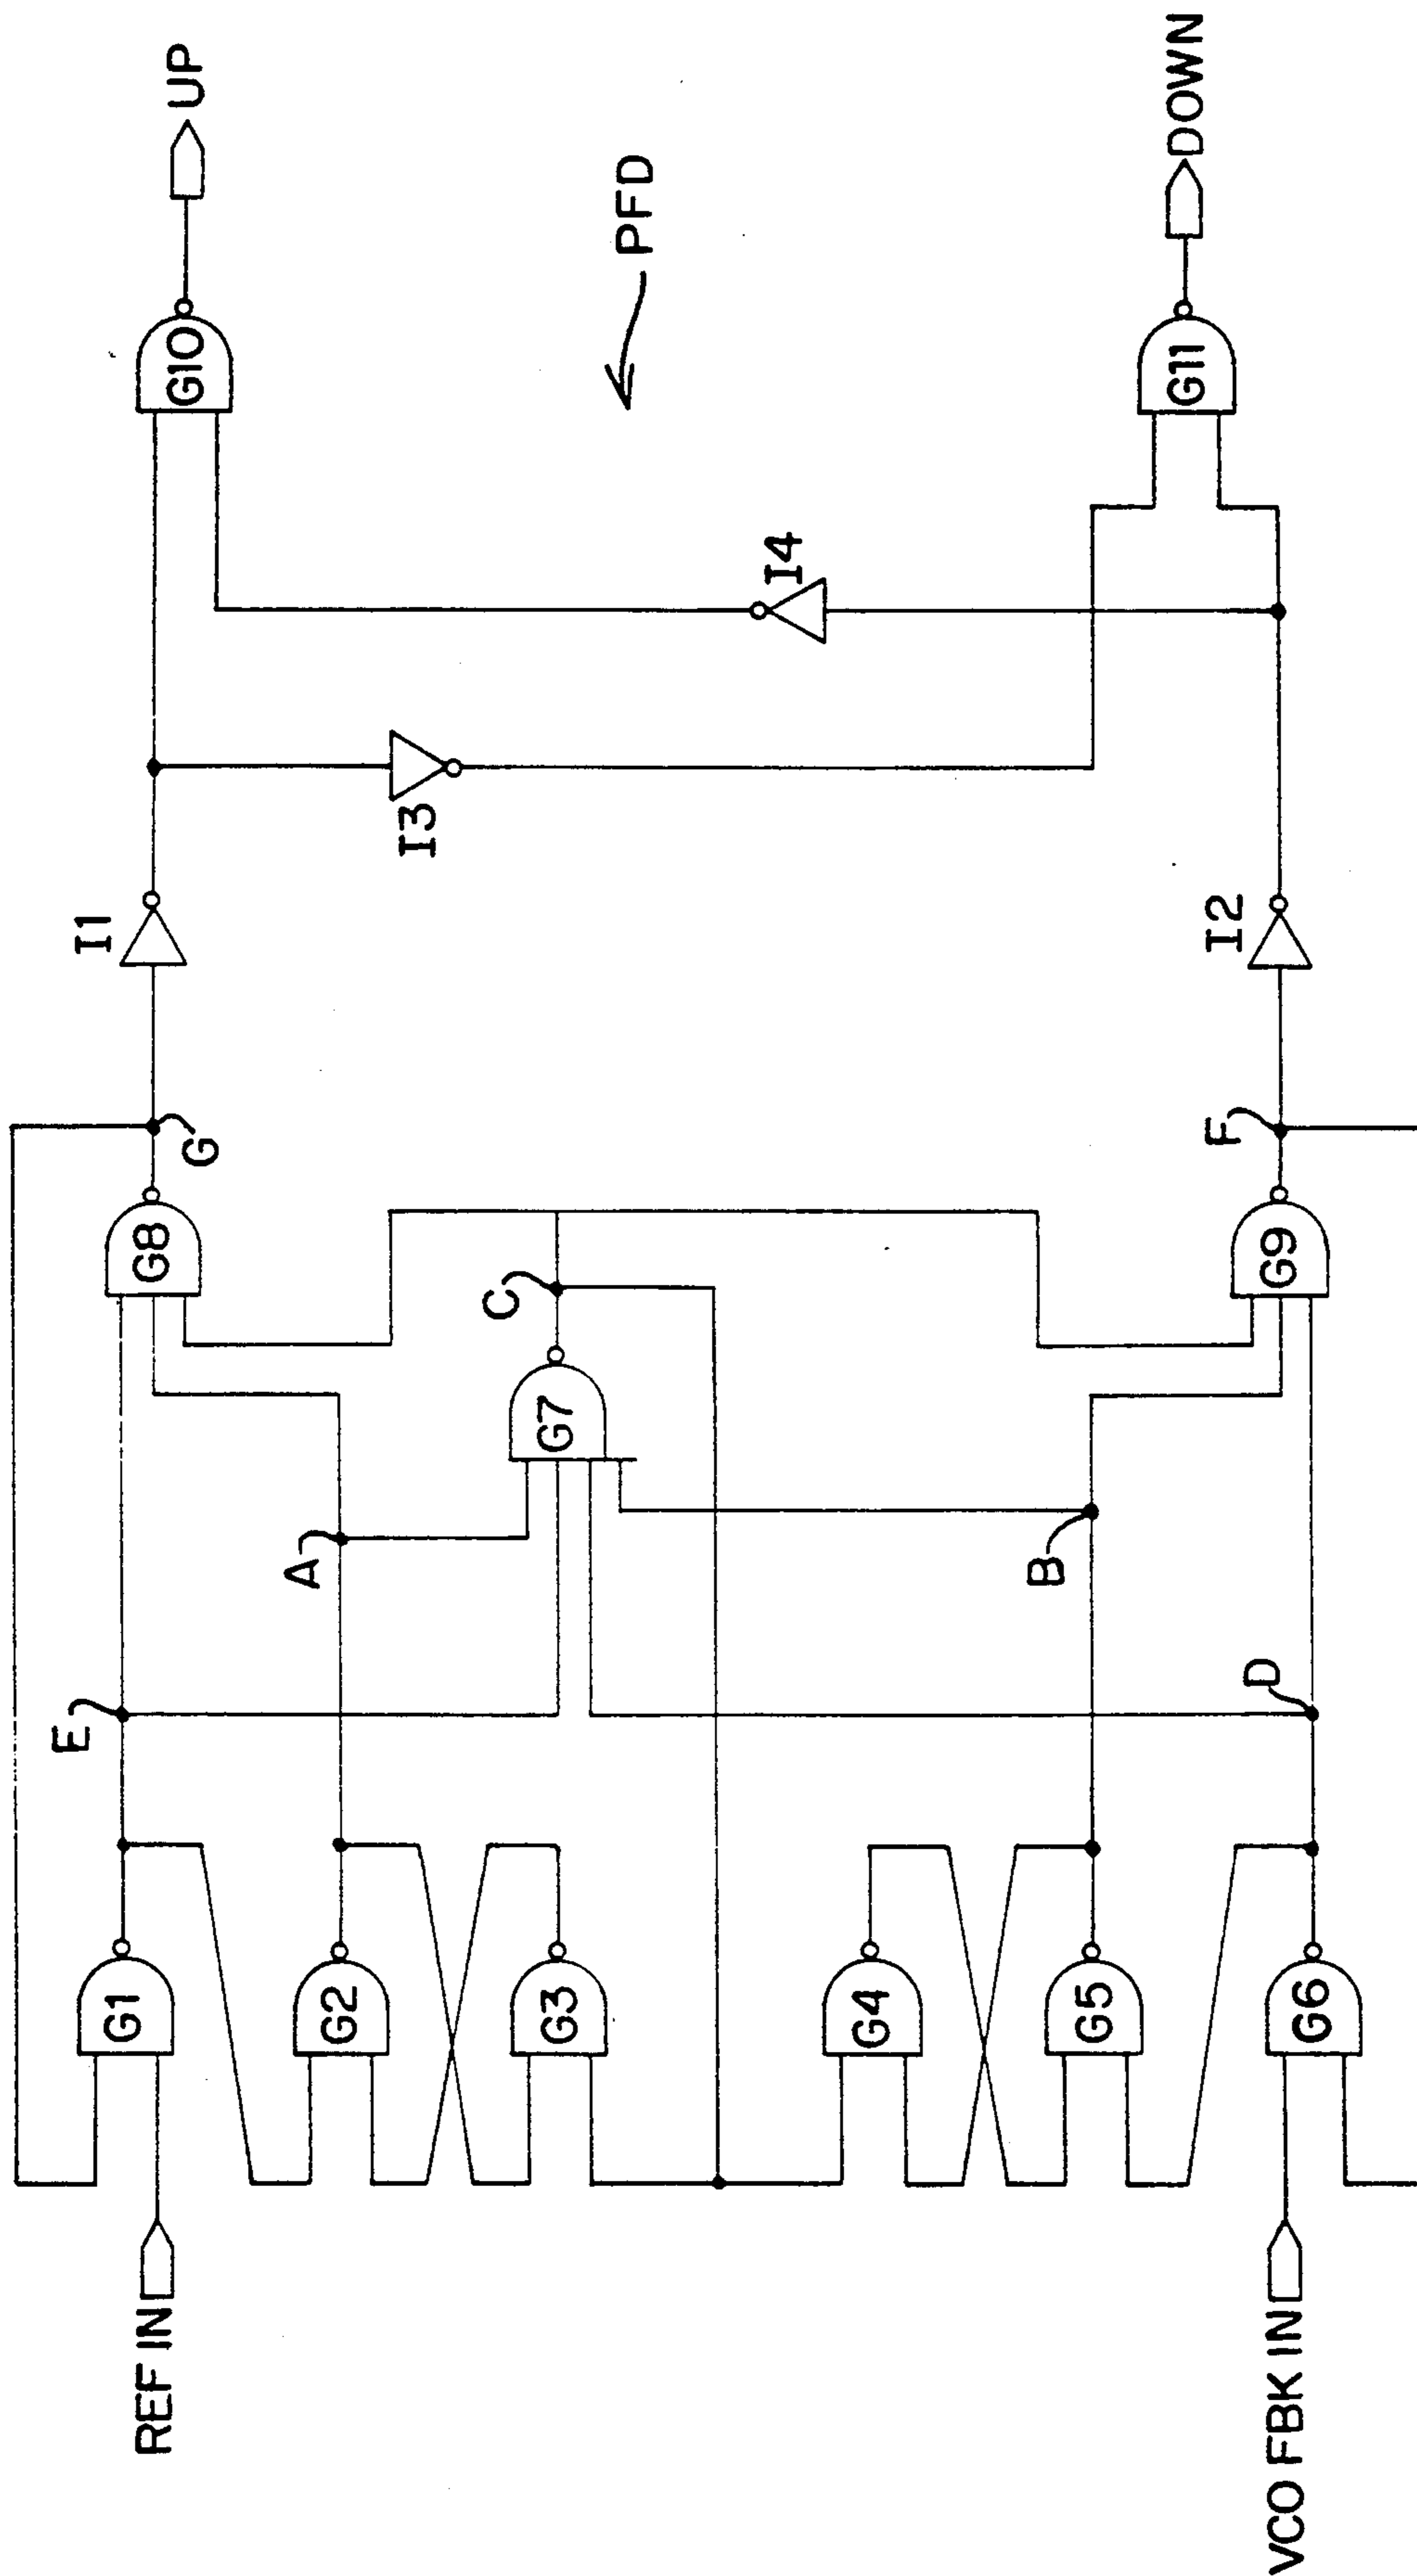 REF IN
VCO FBK IN
G1
G2
G3
G4
G5
G6
E
A
B
D
G7
C
G8
G9
G
F
I1
I2
I3
I4
G10
G11
PFD
UP
DOWN